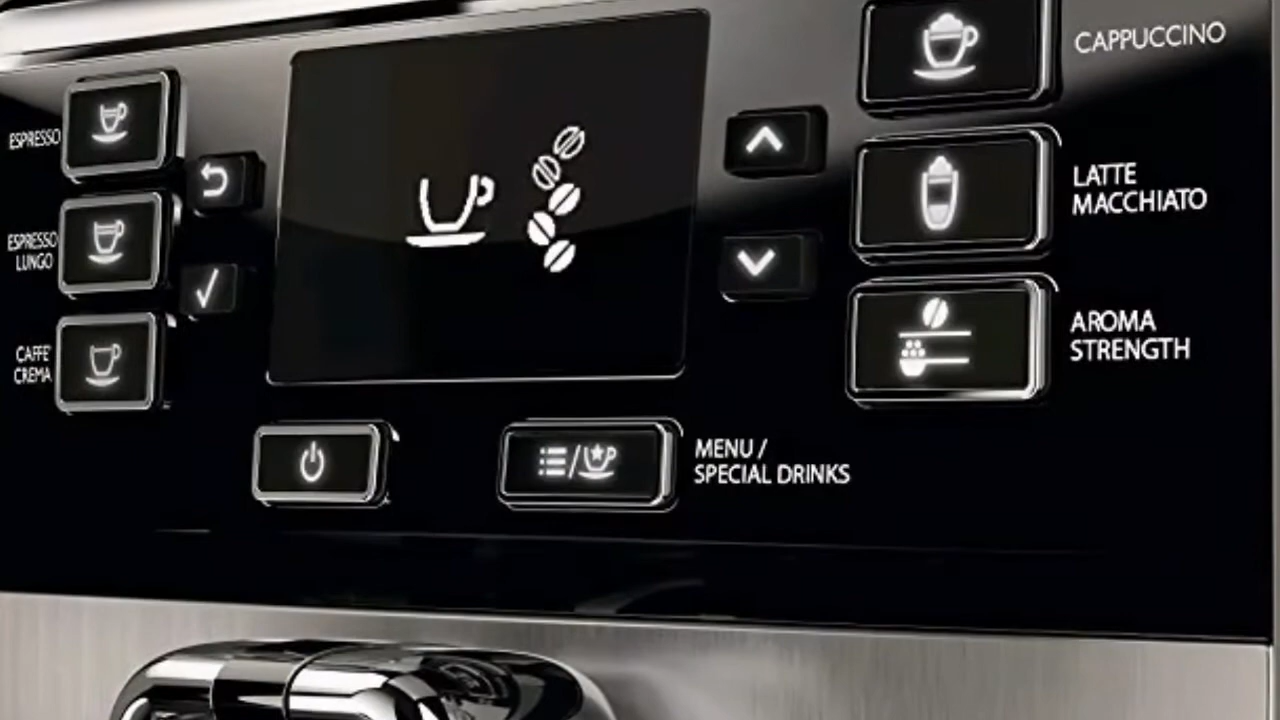 ESPRESSO
ESPRESSO
LUNGO
CAFFE'
CREMA
CAPPUCCINO
LATTE
MACCHIATO
AROMA
STRENGTH
MENU /
SPECIAL DRINKS